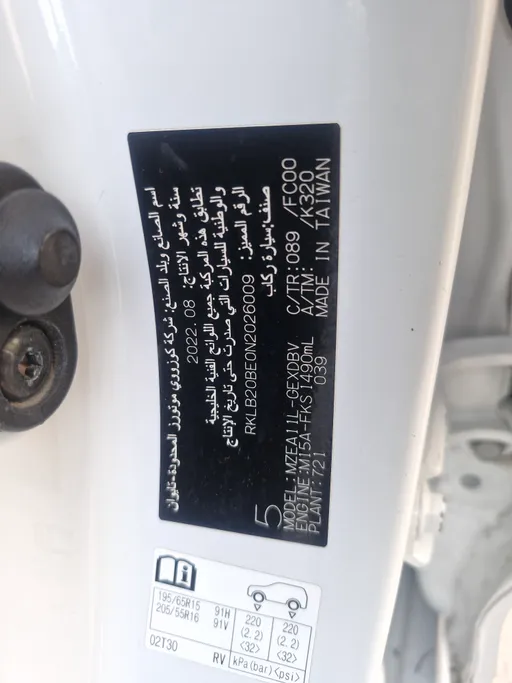 اسم الصانع وبلد الصنع: شركة كوزروي موتورز المحدودة-تايوان
سنة وشهر الانتاج: 2022. 08
تطابق هذه المركبة جميع اللوائح الفنية الخليجية
والوطنية للسيارات التي صدرت حتى تاريخ الإنتاج
الرقم المميز: RKLB20BE0N2026009
صنف:سيارة ركاب
5
MODEL:MZEA11L-GEXDBV C/TR:089 /FC00
ENGINE:M15A-FKS 1490mL A/TM: /K320
PLANT:721 039 MADE IN TAIWAN
195/65R15 91H 220 220
205/55R16 91V (2.2) (2.2)
<32> <32>
02T30 RV kPa(bar)<psi>